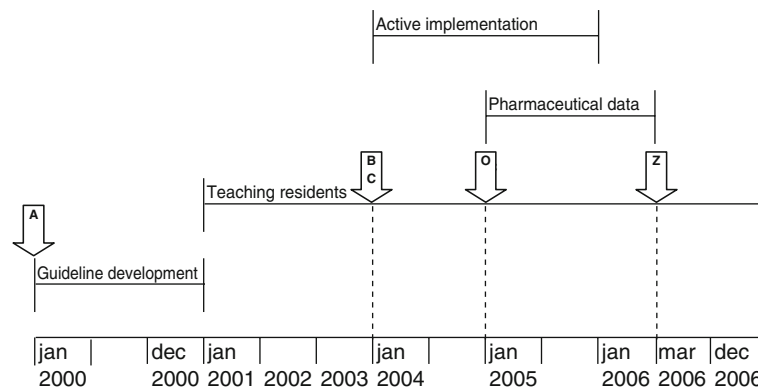 Active implementation
Pharmaceutical data
B
C
O
Z
Teaching residents
A
Guideline development
jan dec jan jan jan jan mar dec
2000 2000 2001 2002 2003 2004 2005 2006 2006 2006